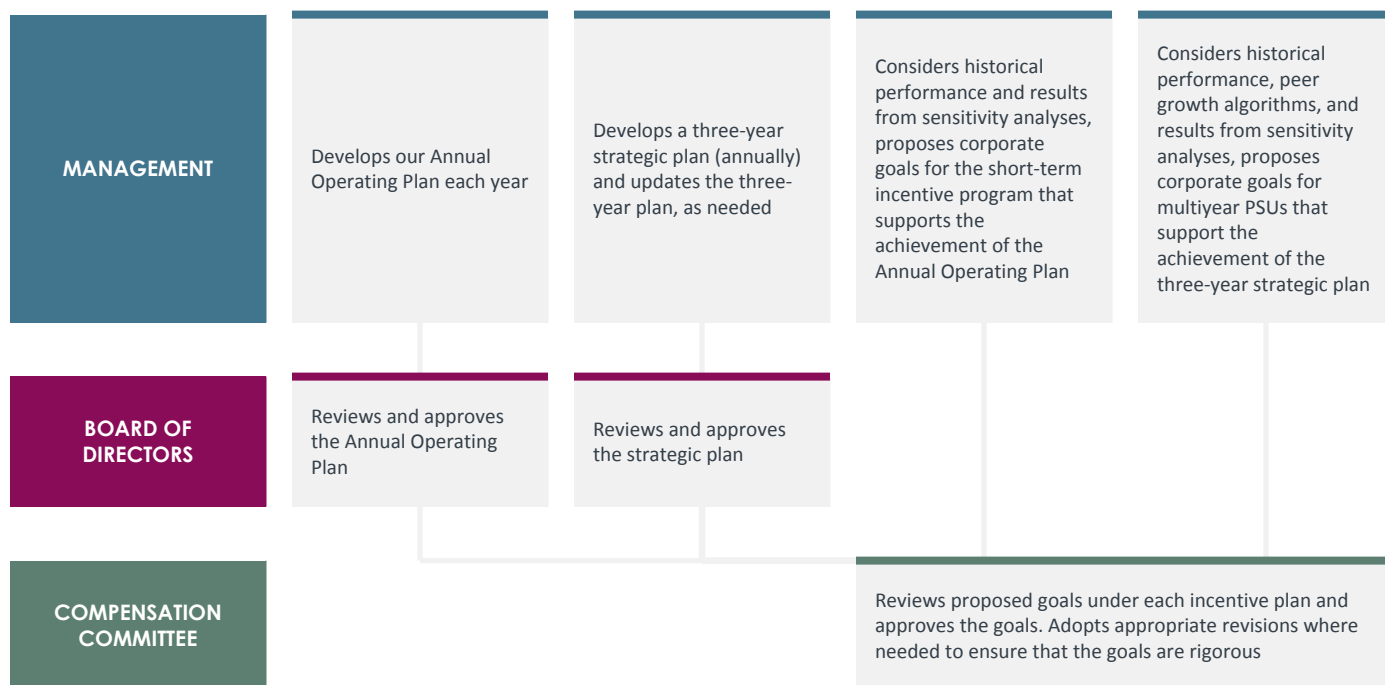 MANAGEMENT
Develops our Annual
Operating Plan each year
Develops a three-year
strategic plan (annually)
and updates the three-
year plan, as needed
Considers historical
performance and results
from sensitivity analyses,
proposes corporate
goals for the short-term
incentive program that
supports the
achievement of the
Annual Operating Plan
Considers historical
performance, peer
growth algorithms, and
results from sensitivity
analyses, proposes
corporate goals for
multiyear PSUs that
support the
achievement of the
three-year strategic plan
BOARD OF
DIRECTORS
Reviews and approves
the Annual Operating
Plan
Reviews and approves
the strategic plan
COMPENSATION
COMMITTEE
Reviews proposed goals under each incentive plan and
approves the goals. Adopts appropriate revisions where
needed to ensure that the goals are rigorous